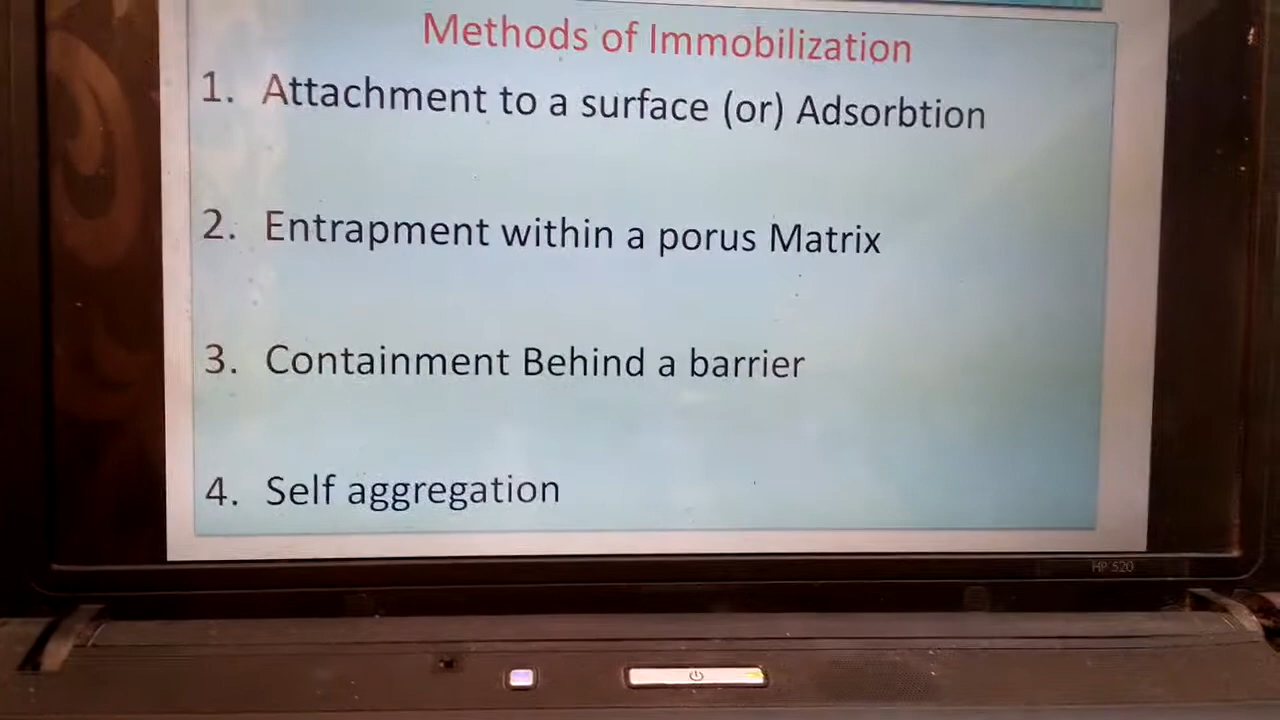 Methods of Immobilization
1. Attachment to a surface (or) Adsorbtion
2. Entrapment within a porus Matrix
3. Containment Behind a barrier
4. Self aggregation
HP 520